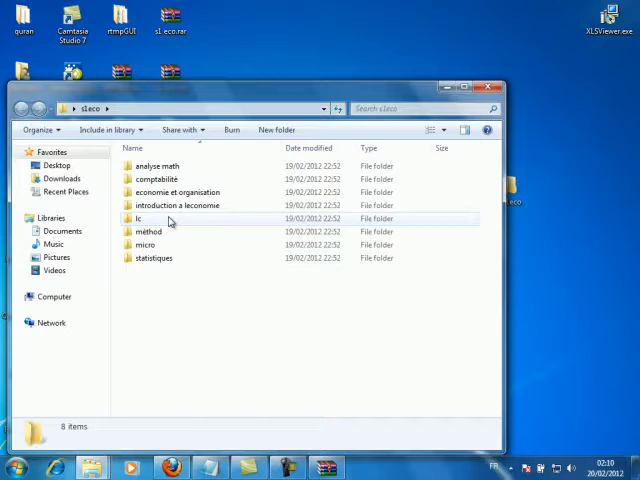 quran
Camtasia Studio 7
rtmpGUI
s1 eco.rar
XLSViewer.exe
s1eco
Search s1eco
Organize
Include in library
Share with
Burn
New folder
Name
Date modified
Type
Size
Favorites
Desktop
Downloads
Recent Places
Libraries
Documents
Music
Pictures
Videos
Computer
Network
analyse math 19/02/2012 22:52 File folder
comptabilité 19/02/2012 22:52 File folder
economie et organisation 19/02/2012 22:52 File folder
introduction a leconomie 19/02/2012 22:52 File folder
lc 19/02/2012 22:52 File folder
méthod 19/02/2012 22:52 File folder
micro 19/02/2012 22:52 File folder
statistiques 19/02/2012 22:52 File folder
8 items
FR
02:10
20/02/2012